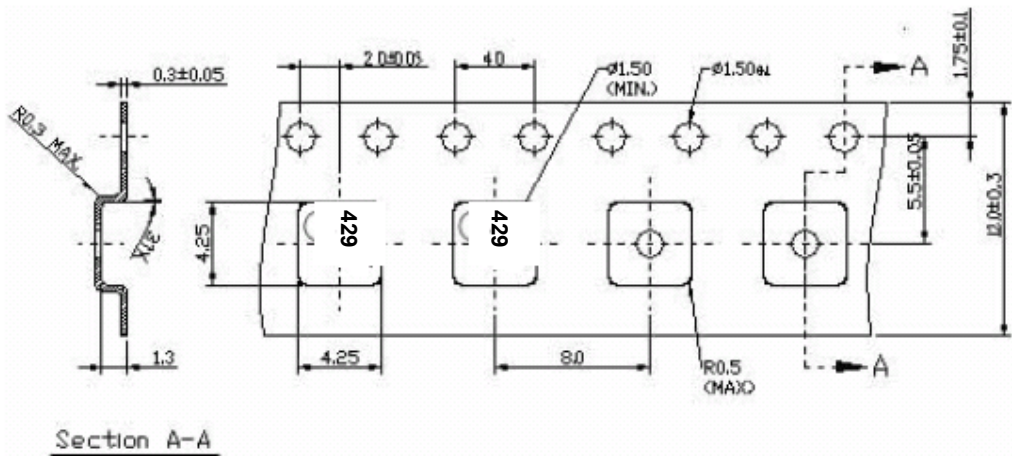 0.3±0.05
2.0±0.05
4.0
ø1.50
(MIN.)
ø1.50
A
1.75±0.1
R0.3 MAX.
429
429
5.5±0.05
12.0±0.3
4.25
1.3
4.25
8.0
R0.5
(MAX)
A
Section A-A